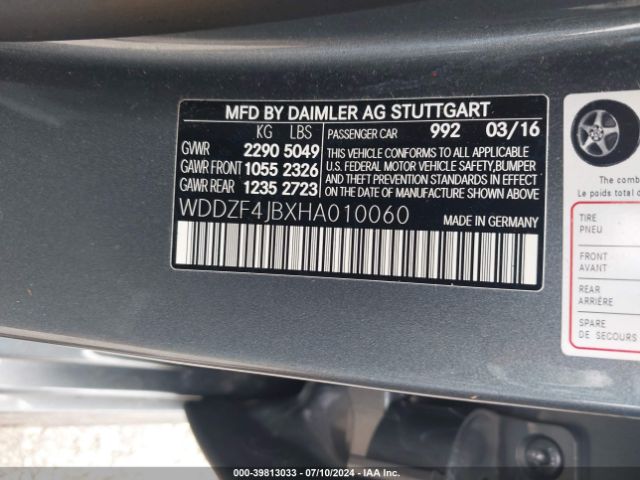 MFD BY DAIMLER AG STUTTGART
KG LBS
GVWR 2290 5049
GAWR FRONT 1055 2326
GAWR REAR 1235 2723
PASSENGER CAR 992 03/16
THIS VEHICLE CONFORMS TO ALL APPLICABLE
U.S. FEDERAL MOTOR VEHICLE SAFETY, BUMPER
AND THEFT PREVENTION STANDARDS IN EFFECT
ON THE DATE OF MANUFACTURE SHOWN ABOVE
WDDZF4JBXHA010060
MADE IN GERMANY
The comb
Le poids total d
TIRE
PNEU
FRONT
AVANT
REAR
ARRIÈRE
SPARE
DE SECOURS
000-39813033 - 07/10/2024 - IAA Inc.